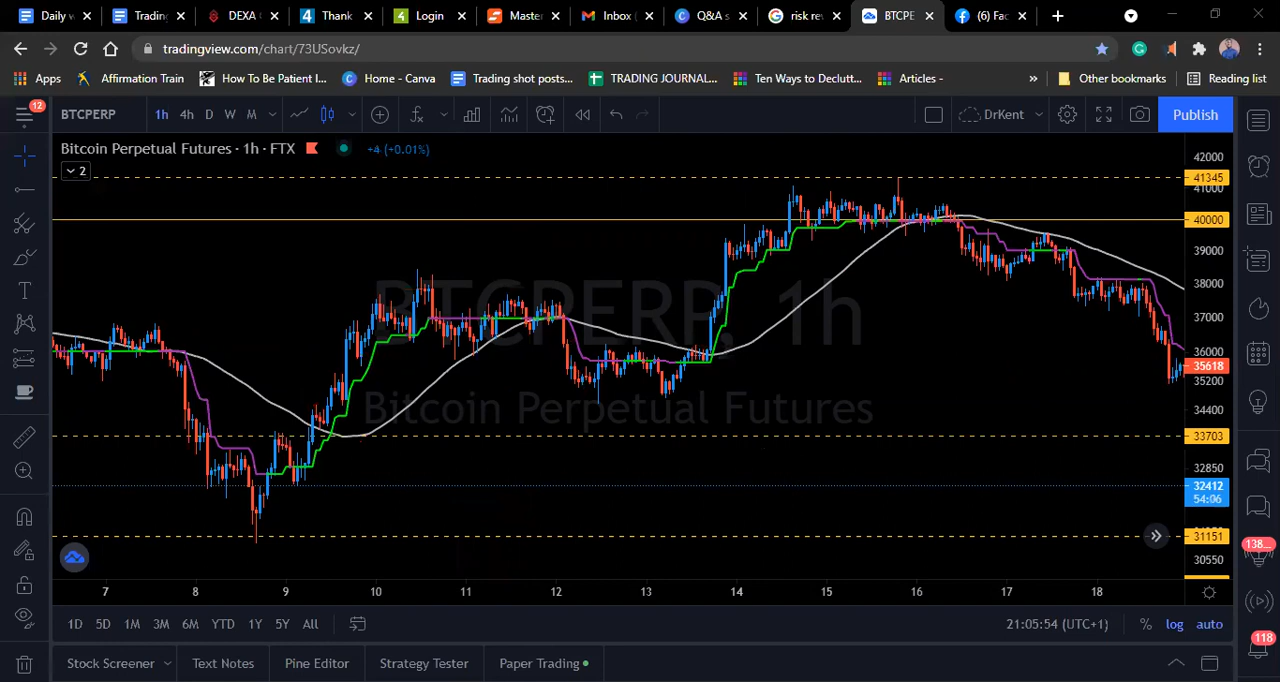 Daily v
Trading
DEXA
Thank
Login
Master
Inbox (
Q&A s
risk re
BTCPE
(6) Fac
tradingview.com/chart/73USovkz/
Apps
Affirmation Train
How To Be Patient I...
Home - Canva
Trading shot posts...
TRADING JOURNAL...
Ten Ways to Declutt...
Articles -
Other bookmarks
Reading list
12
BTCPERP
1h
4h
D
W
M
DrKent
Publish
Bitcoin Perpetual Futures · 1h · FTX
+4 (+0.01%)
2
BTCPERP, 1h
Bitcoin Perpetual Futures
42000
41345
41000
40000
39000
38000
37000
36000
35618
35200
34400
33703
32850
32412
54:06
31151
30550
7
8
9
10
11
12
13
14
15
16
17
18
138...
1D
5D
1M
3M
6M
YTD
1Y
5Y
All
21:05:54 (UTC+1)
%
log
auto
118
Stock Screener
Text Notes
Pine Editor
Strategy Tester
Paper Trading